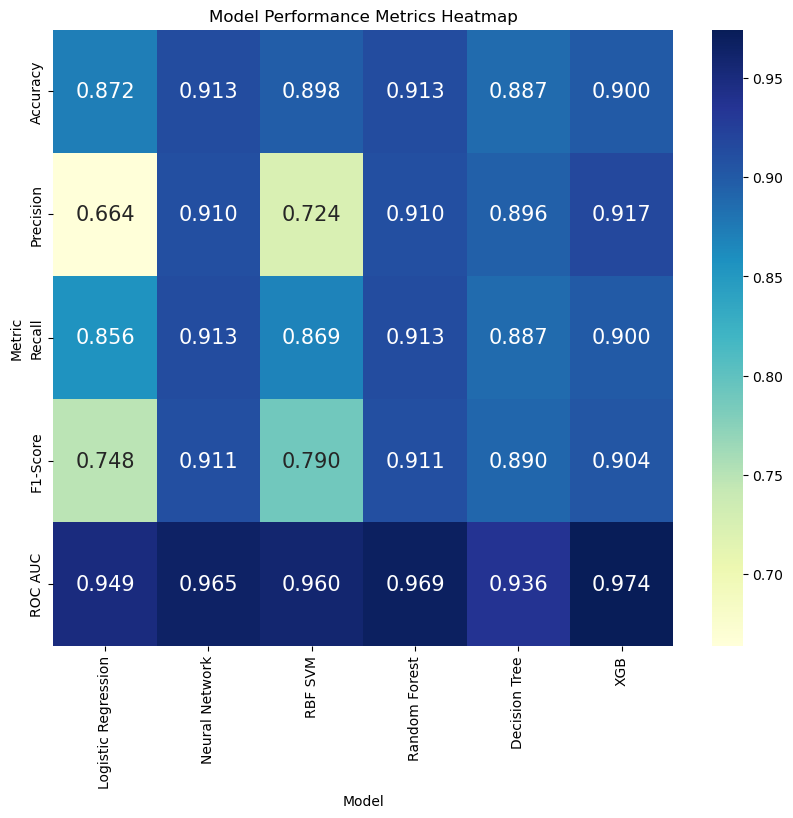 Model Performance Metrics Heatmap
Metric
Accuracy 0.872 0.913 0.898 0.913 0.887 0.900
Precision 0.664 0.910 0.724 0.910 0.896 0.917
Recall 0.856 0.913 0.869 0.913 0.887 0.900
F1-Score 0.748 0.911 0.790 0.911 0.890 0.904
ROC AUC 0.949 0.965 0.960 0.969 0.936 0.974
Logistic Regression
Neural Network
RBF SVM
Random Forest
Decision Tree
XGB
Model
0.95
0.90
0.85
0.80
0.75
0.70